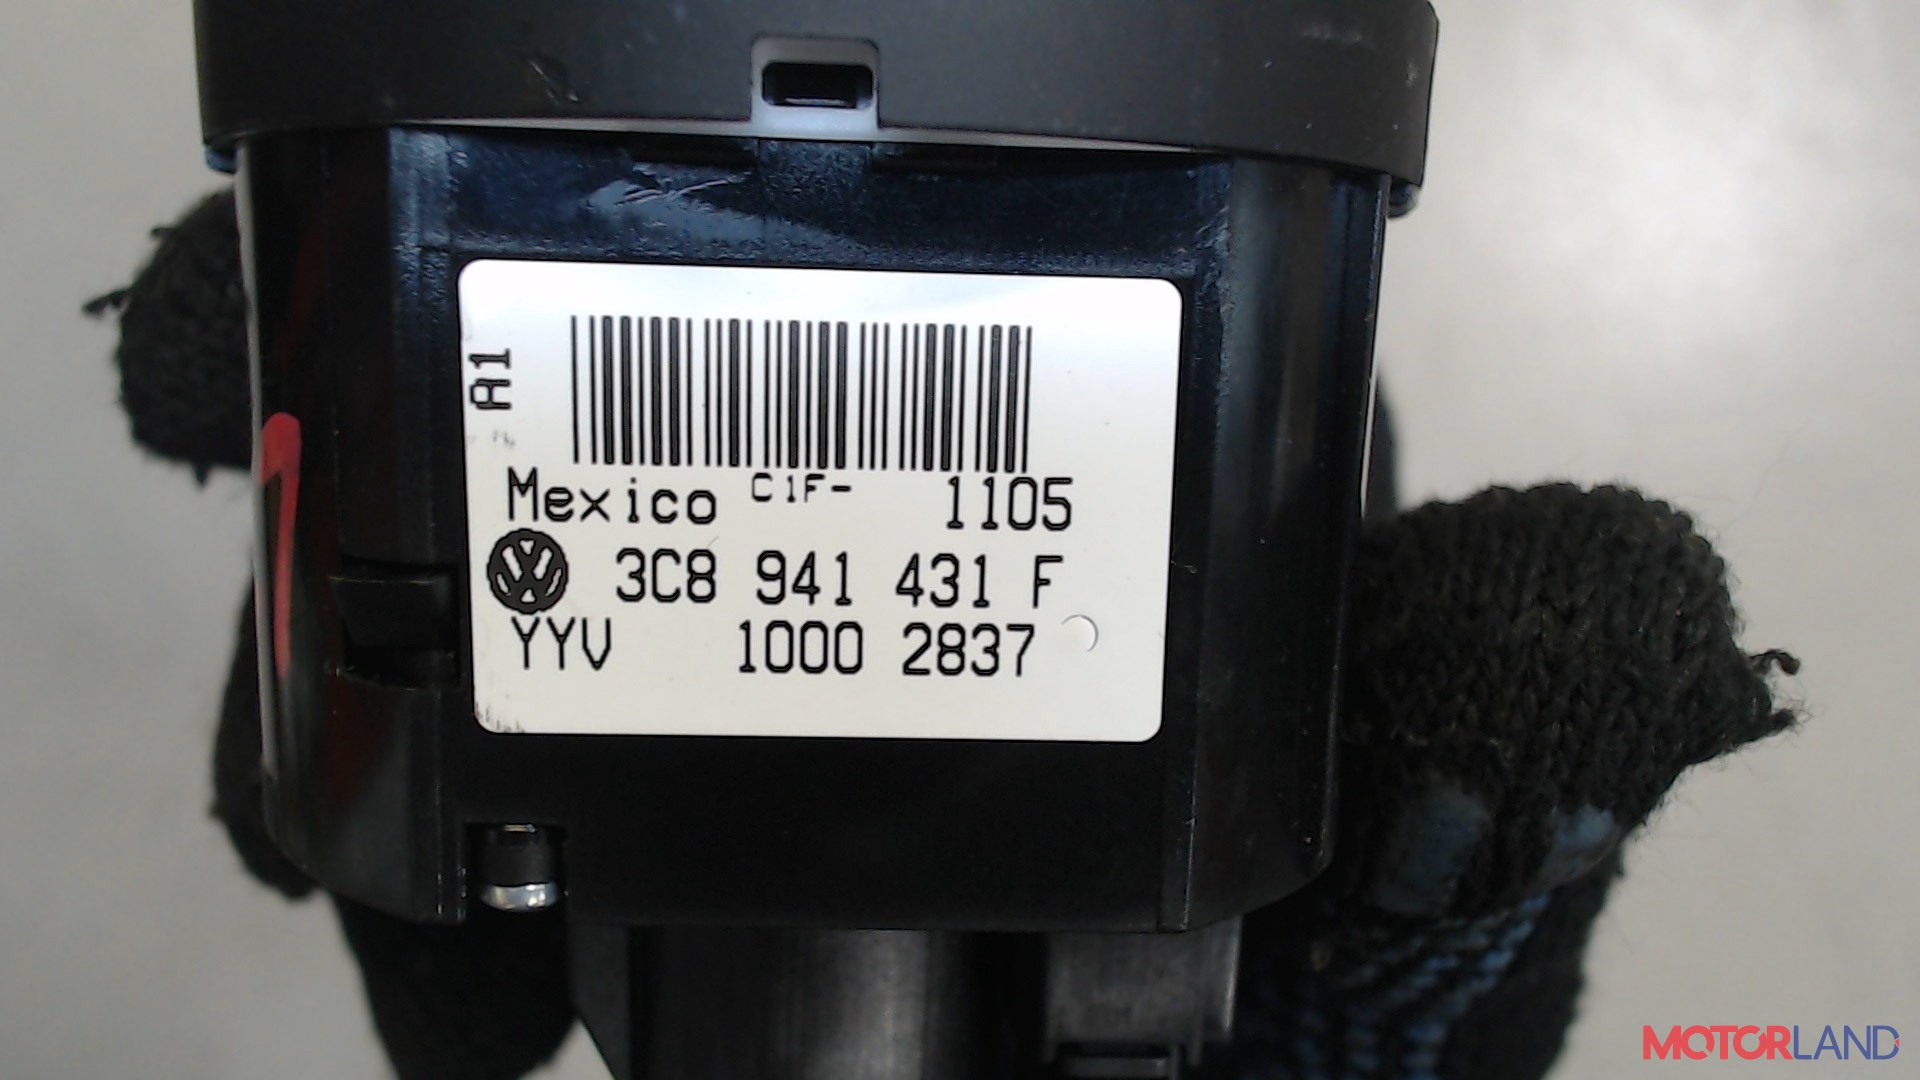 A1
Mexico C1F- 1105
3C8 941 431 F
YYV 1000 2837
MOTORLAND